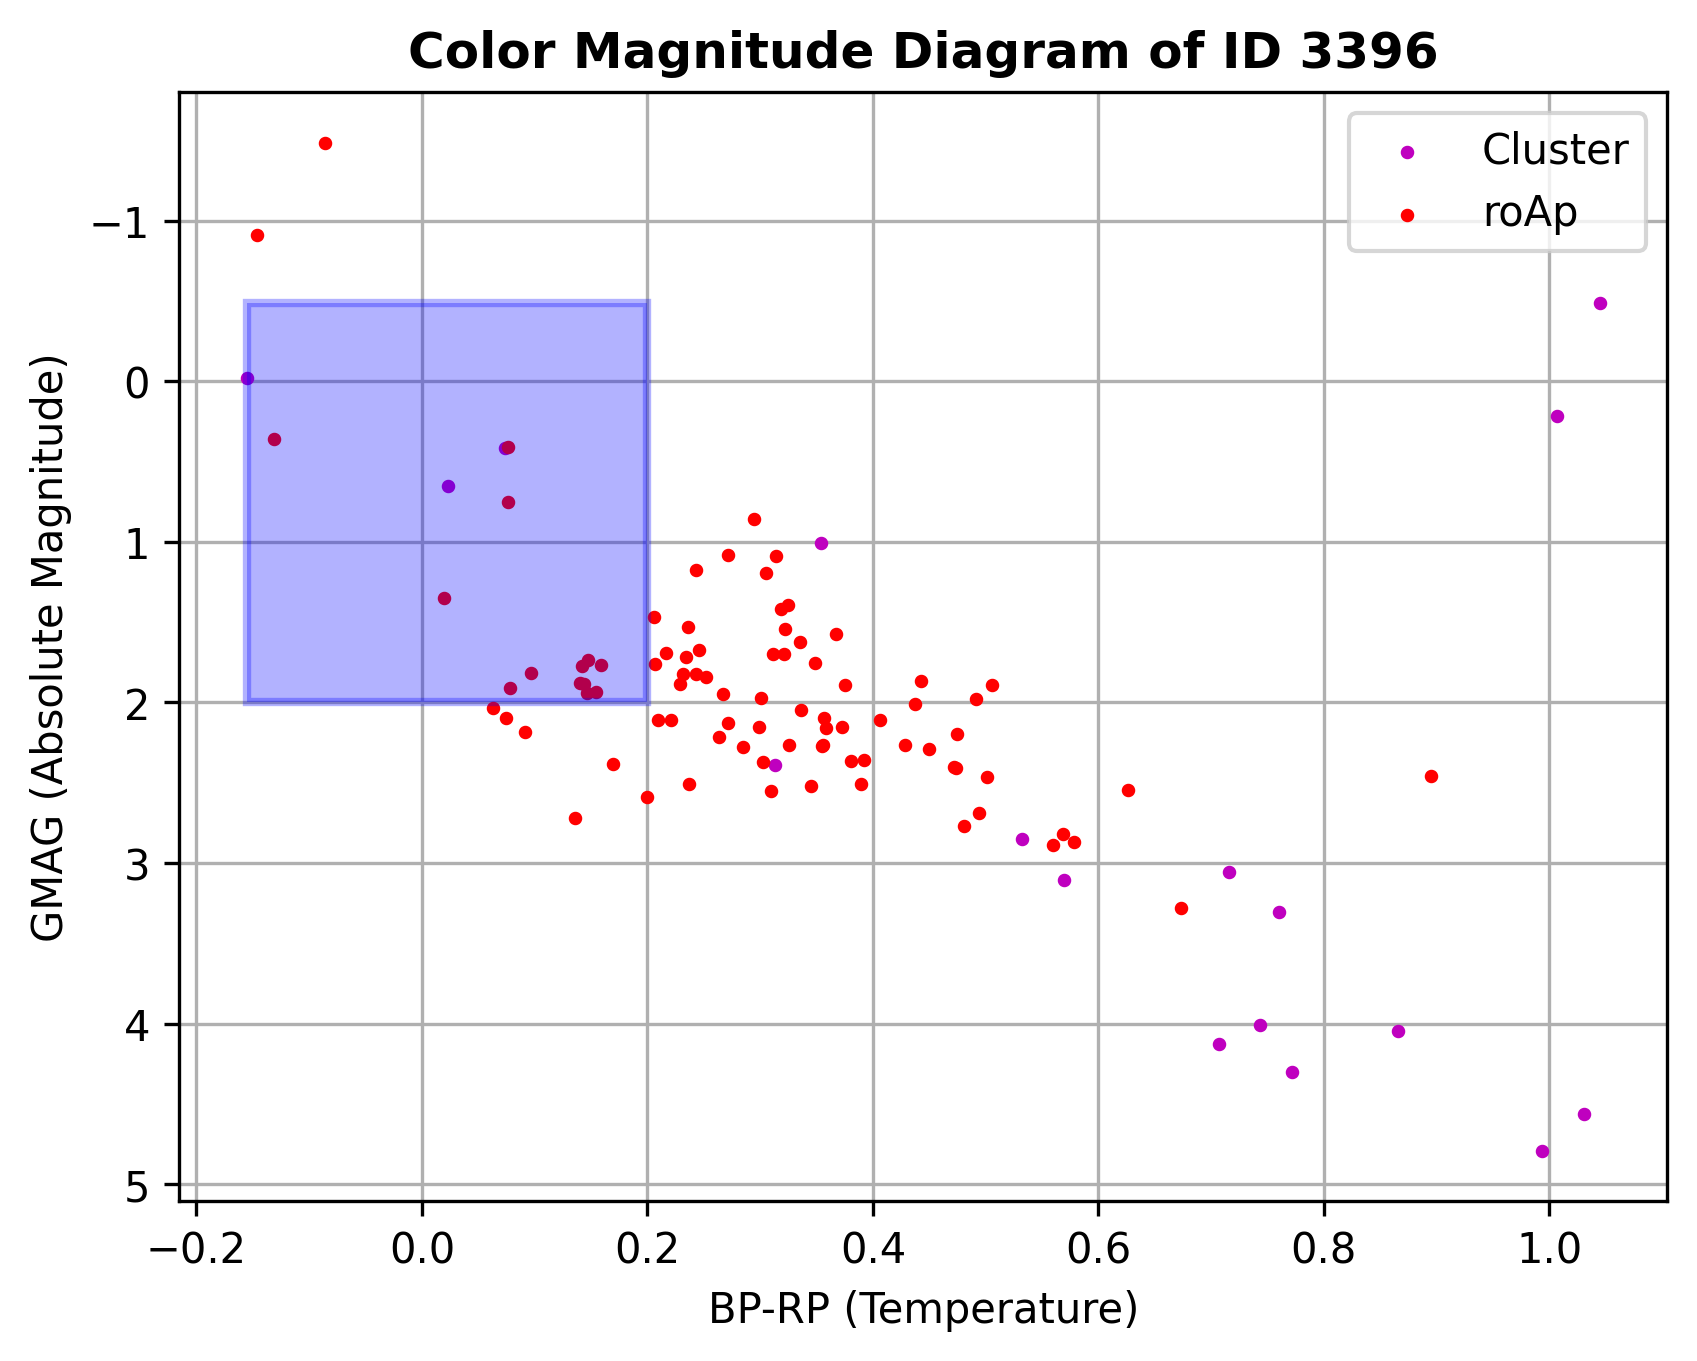 Color Magnitude Diagram of ID 3396
Cluster
roAp
GMAG (Absolute Magnitude)
−1
0
1
2
3
4
5
−0.2
0.0
0.2
0.4
0.6
0.8
1.0
BP-RP (Temperature)